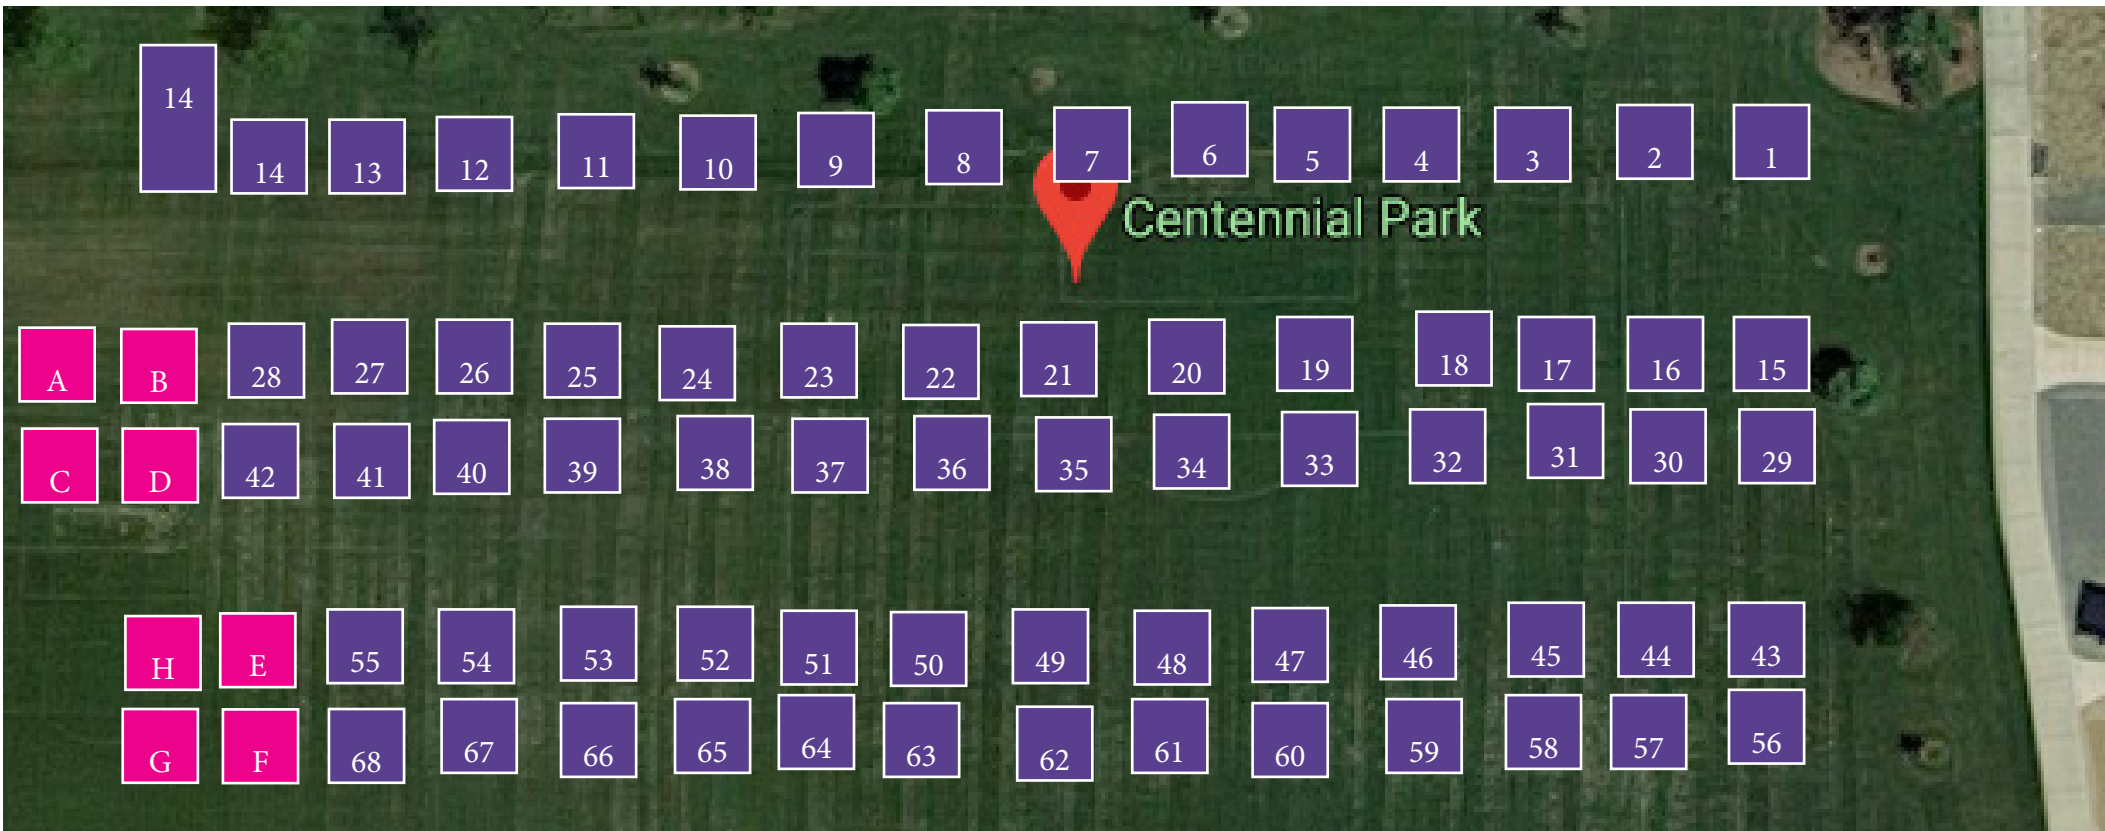 14
14 13 12 11 10 9 8 7 6 5 4 3 2 1
Centennial Park
A B 28 27 26 25 24 23 22 21 20 19 18 17 16 15
C D 42 41 40 39 38 37 36 35 34 33 32 31 30 29
H E 55 54 53 52 51 50 49 48 47 46 45 44 43
G F 68 67 66 65 64 63 62 61 60 59 58 57 56